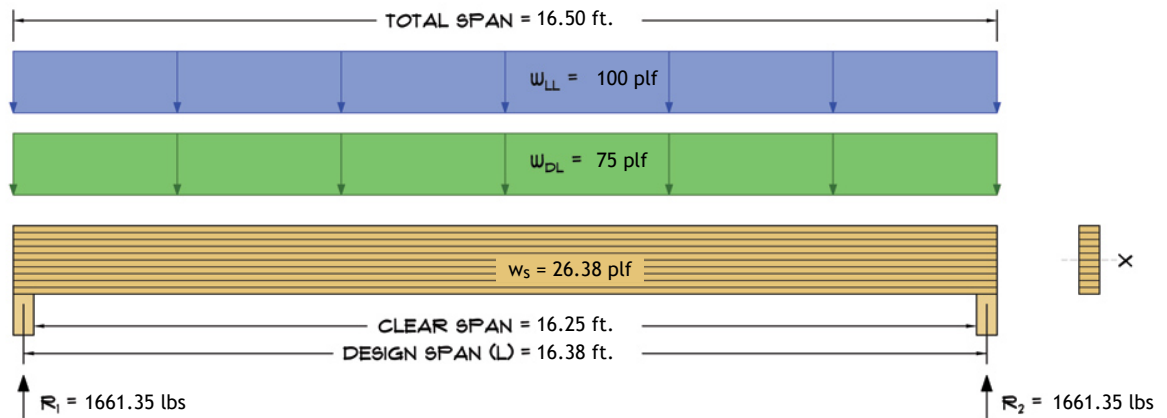 TOTAL SPAN = 16.50 ft.
WLL = 100 plf
WDL = 75 plf
ws = 26.38 plf
X
CLEAR SPAN = 16.25 ft.
DESIGN SPAN (L) = 16.38 ft.
R1 = 1661.35 lbs
R2 = 1661.35 lbs